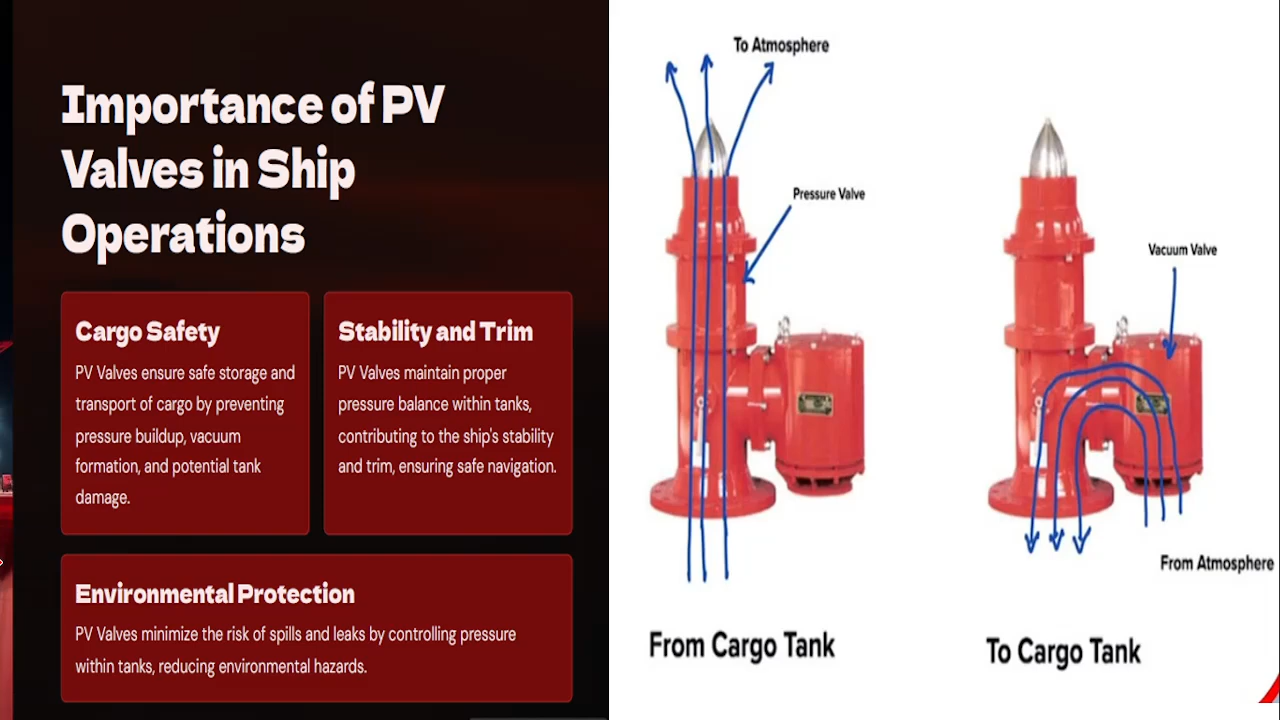 Importance of PV
Valves in Ship
Operations
Cargo Safety
PV Valves ensure safe storage and
transport of cargo by preventing
pressure buildup, vacuum
formation, and potential tank
damage.
Stability and Trim
PV Valves maintain proper
pressure balance within tanks,
contributing to the ship's stability
and trim, ensuring safe navigation.
Environmental Protection
PV Valves minimize the risk of spills and leaks by controlling pressure
within tanks, reducing environmental hazards.
To Atmosphere
Pressure Valve
From Cargo Tank
Vacuum Valve
From Atmosphere
To Cargo Tank